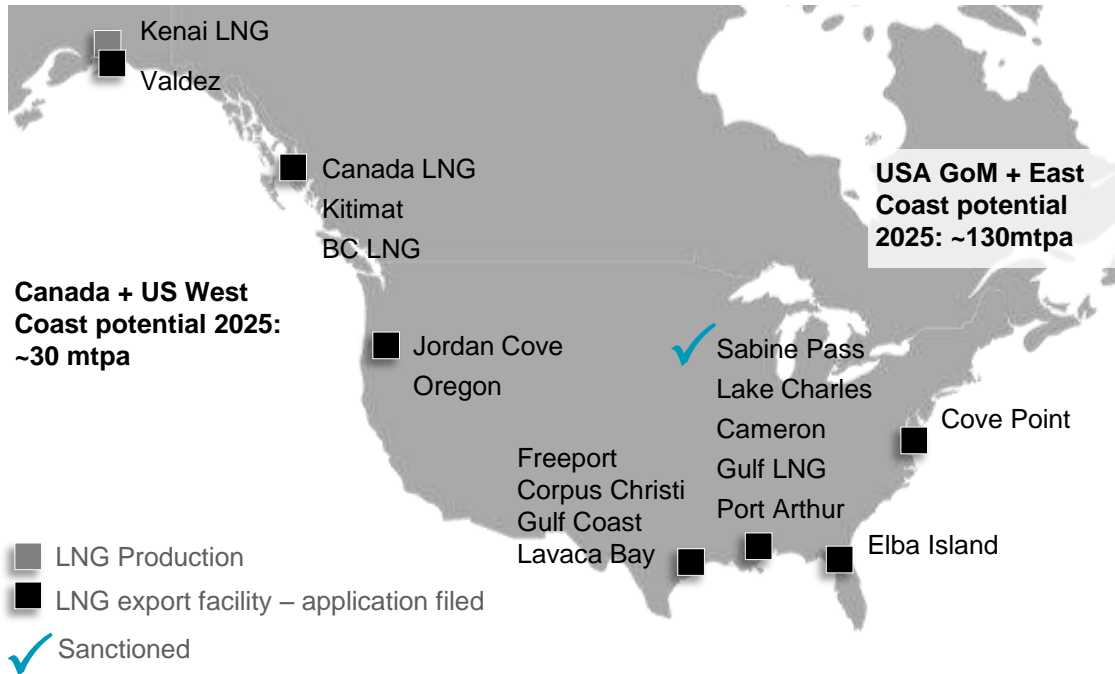 Kenai LNG
Valdez
Canada LNG
Kitimat
BC LNG
USA GoM + East
Coast potential
2025: ~130mtpa
Canada + US West
Coast potential 2025:
~30 mtpa
Jordan Cove
Oregon
Sabine Pass
Lake Charles
Cameron
Gulf LNG
Port Arthur
Cove Point
Freeport
Corpus Christi
Gulf Coast
Lavaca Bay
Elba Island
LNG Production
LNG export facility – application filed
Sanctioned